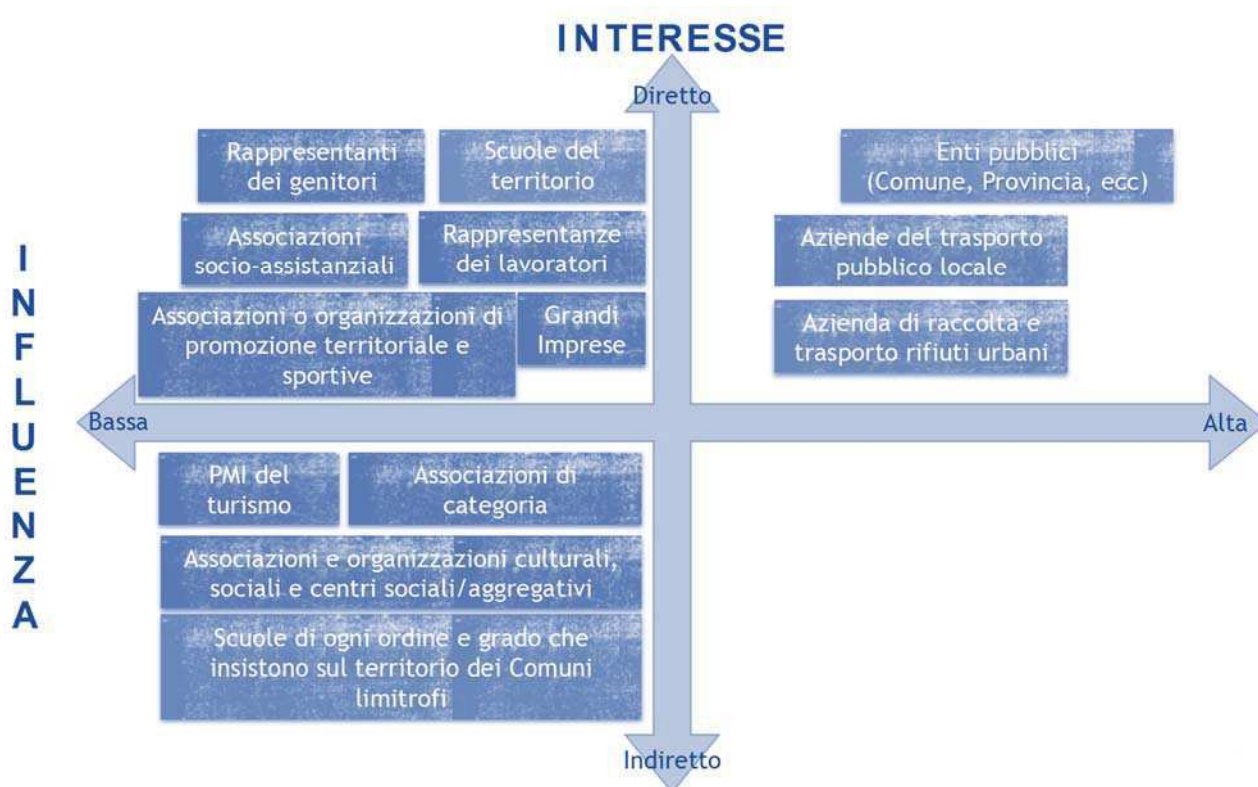 INTERESSE
Diretto
Rappresentanti
dei genitori
Scuole del
territorio
Enti pubblici
(Comune, Provincia, ecc)
Associazioni
socio-assistanziali
Rappresentanze
dei lavoratori
Aziende del trasporto
pubblico locale
Associazioni o organizzazioni di
promozione territoriale e
sportive
Grandi
Imprese
Azienda di raccolta e
trasporto rifiuti urbani
INFLUENZA
Bassa
Alta
PMI del
turismo
Associazioni di
categoria
Associazioni e organizzazioni culturali,
sociali e centri sociali/aggregativi
Scuole di ogni ordine e grado che
insistono sul territorio dei Comuni
limitrofi
Indiretto